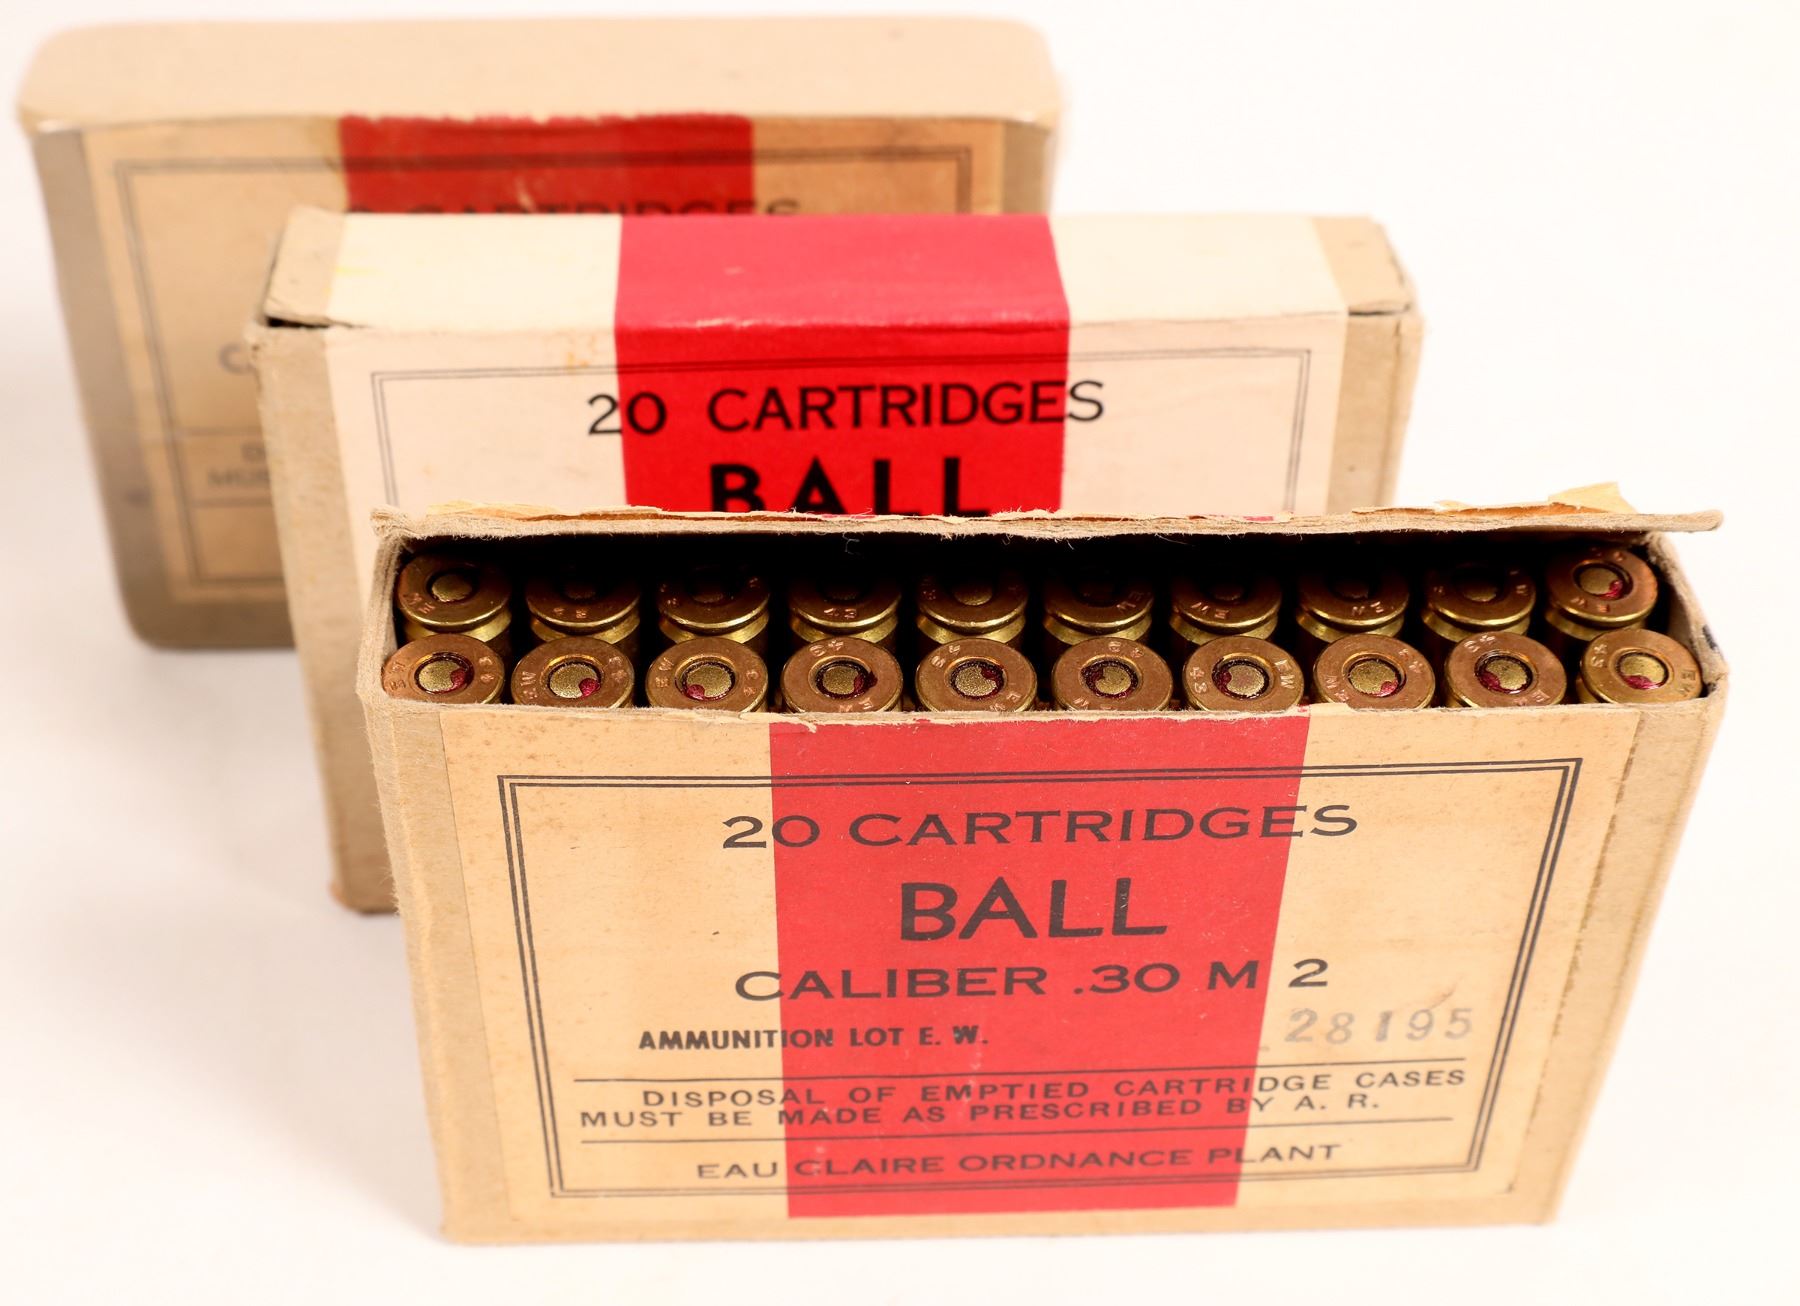 CARTRIDGES
20 CARTRIDGES
BALL
20 CARTRIDGES
BALL
CALIBER .30 M 2
AMMUNITION LOT E. W. 28195
DISPOSAL OF EMPTIED CARTRIDGE CASES
MUST BE MADE AS PRESCRIBED BY A. R.
EAU CLAIRE ORDNANCE PLANT